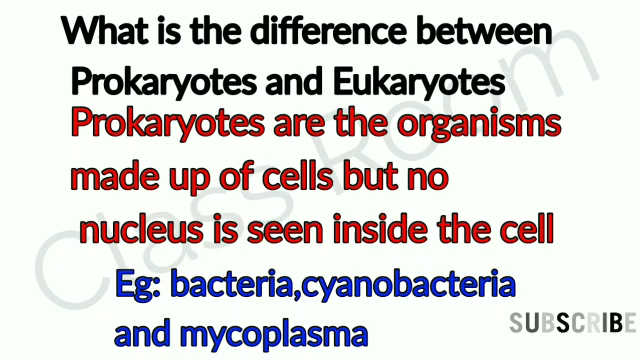 What is the difference between
Prokaryotes and Eukaryotes
Prokaryotes are the organisms
made up of cells but no
nucleus is seen inside the cell
Eg: bacteria,cyanobacteria
and mycoplasma
SUBSCRIBE
Class Room